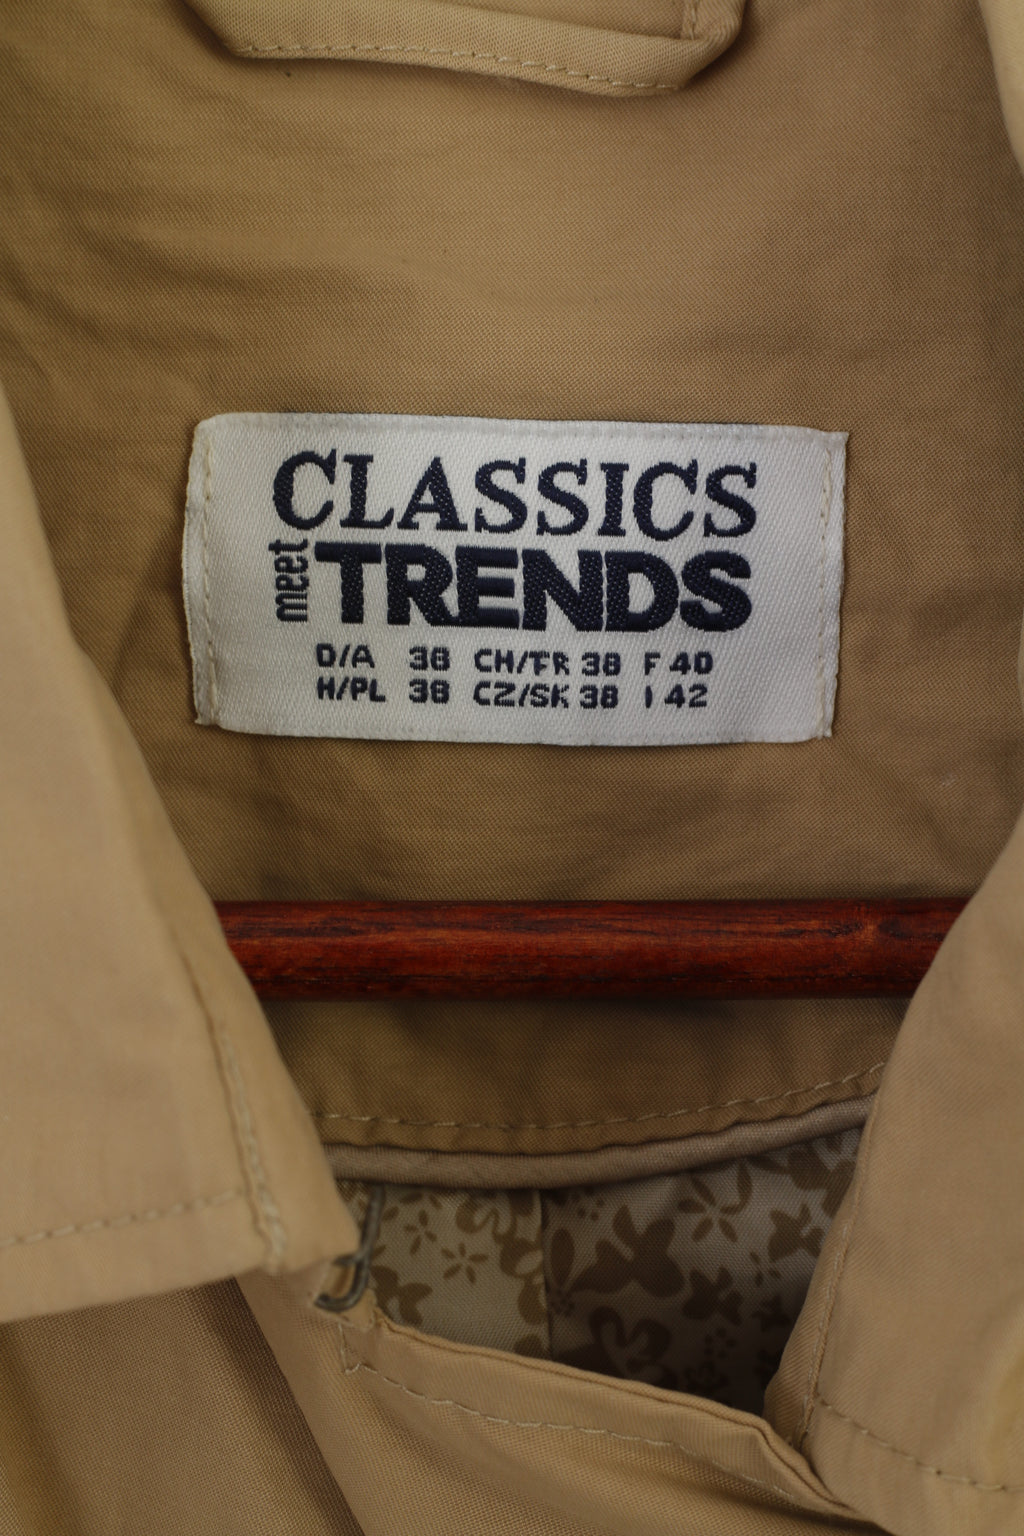 CLASSICS
meet TRENDS
D/A 38 CH/FR 38 F 40
H/PL 38 CZ/SK 38 I 42